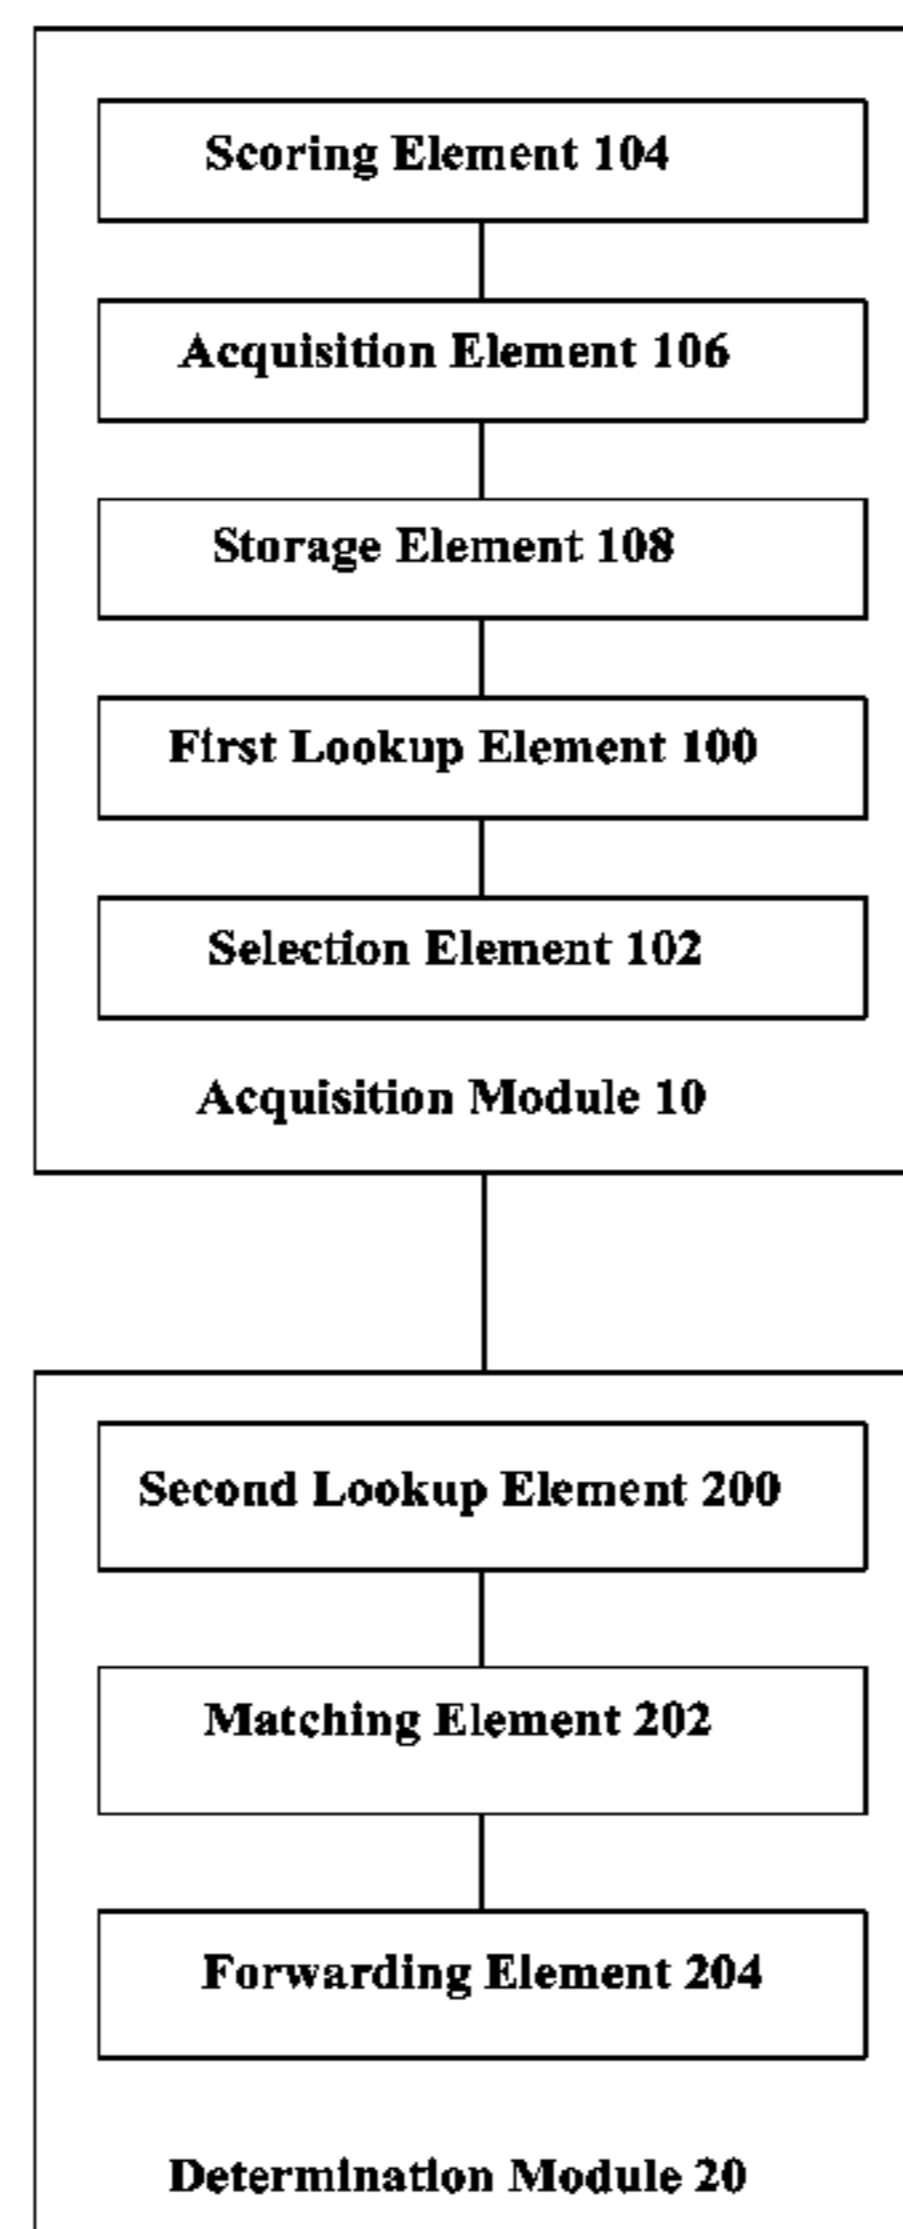 Scoring Element 104
Acquisition Element 106
Storage Element 108
First Lookup Element 100
Selection Element 102
Acquisition Module 10
Second Lookup Element 200
Matching Element 202
Forwarding Element 204
Determination Module 20